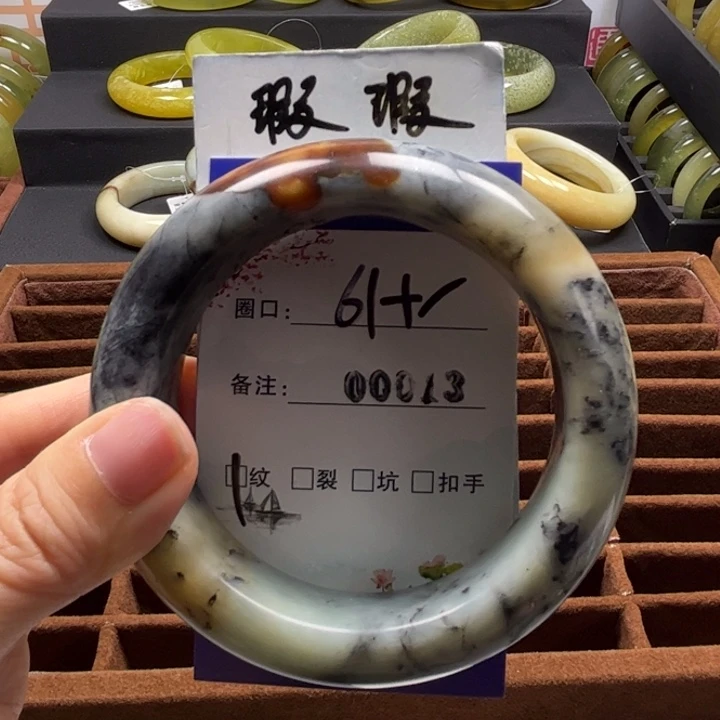 瑕 瑕
圈口: 61+
备注: 00013
□纹 □裂 □坑 □扣手